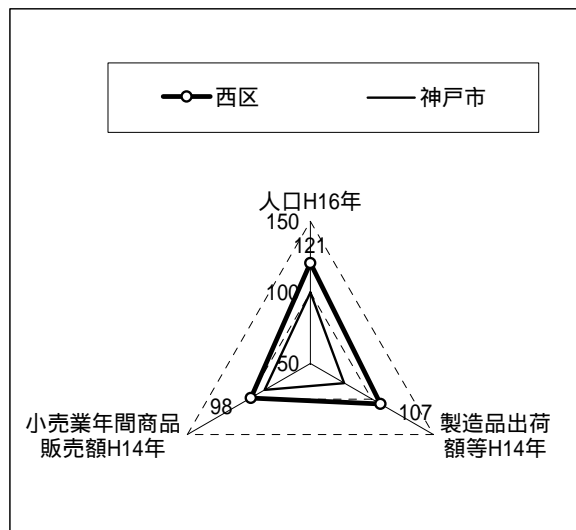 西区 神戸市
人口H16年
150
121
100
50
98
107
小売業年間商品
販売額H14年
製造品出荷
額等H14年